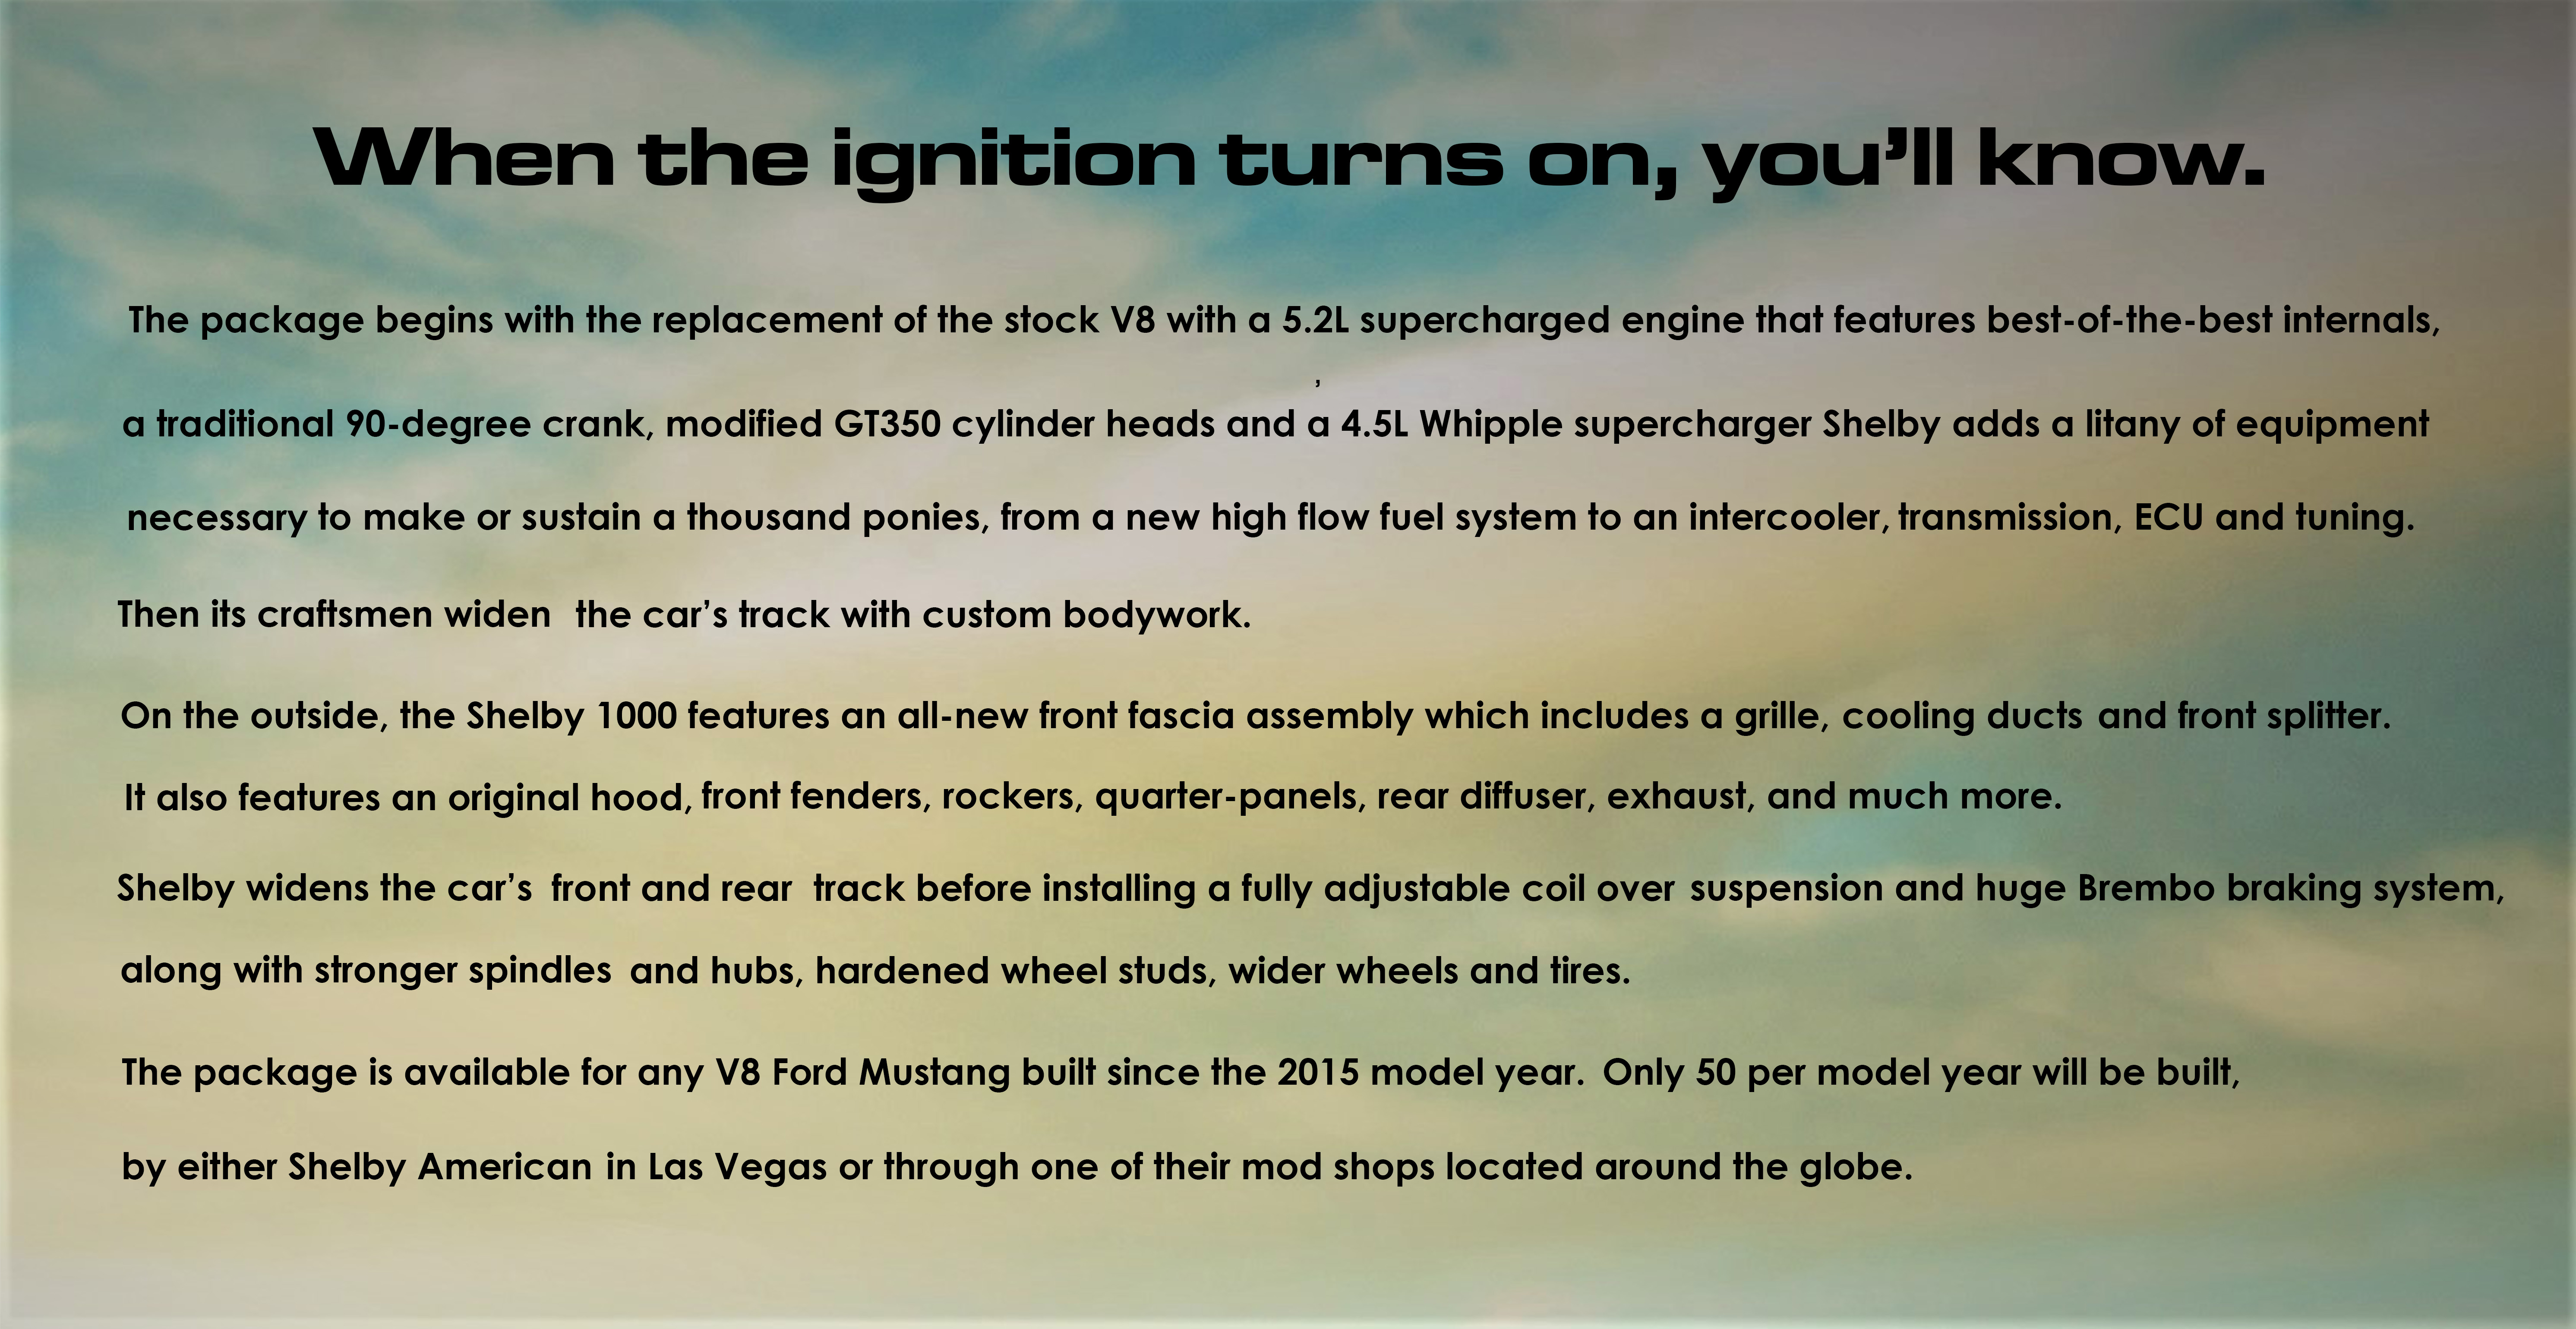 When the ignition turns on, you’ll know.
The package begins with the replacement of the stock V8 with a 5.2L supercharged engine that features best-of-the-best internals,
,
a traditional 90-degree crank, modified GT350 cylinder heads and a 4.5L Whipple supercharger Shelby adds a litany of equipment
necessary to make or sustain a thousand ponies, from a new high flow fuel system to an intercooler, transmission, ECU and tuning.
Then its craftsmen widen the car’s track with custom bodywork.
On the outside, the Shelby 1000 features an all-new front fascia assembly which includes a grille, cooling ducts and front splitter.
It also features an original hood, front fenders, rockers, quarter-panels, rear diffuser, exhaust, and much more.
Shelby widens the car’s front and rear track before installing a fully adjustable coil over suspension and huge Brembo braking system,
along with stronger spindles and hubs, hardened wheel studs, wider wheels and tires.
The package is available for any V8 Ford Mustang built since the 2015 model year. Only 50 per model year will be built,
by either Shelby American in Las Vegas or through one of their mod shops located around the globe.